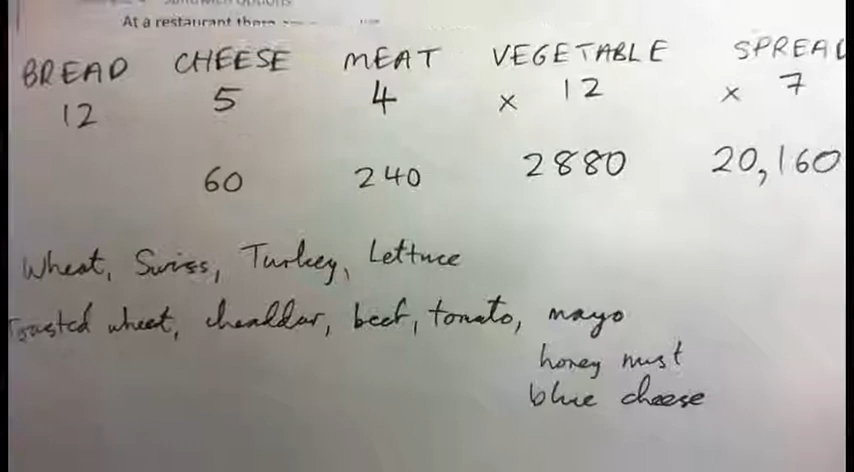 At a restaurant there
BREAD CHEESE MEAT VEGETABLE SPREAD
12 5 4 x 12 x 7
60 240 2880 20,160
Wheat, Swiss, Turkey, Lettuce
Toasted wheat, cheaddar, beef, tomato, mayo
honey must
blue cheese